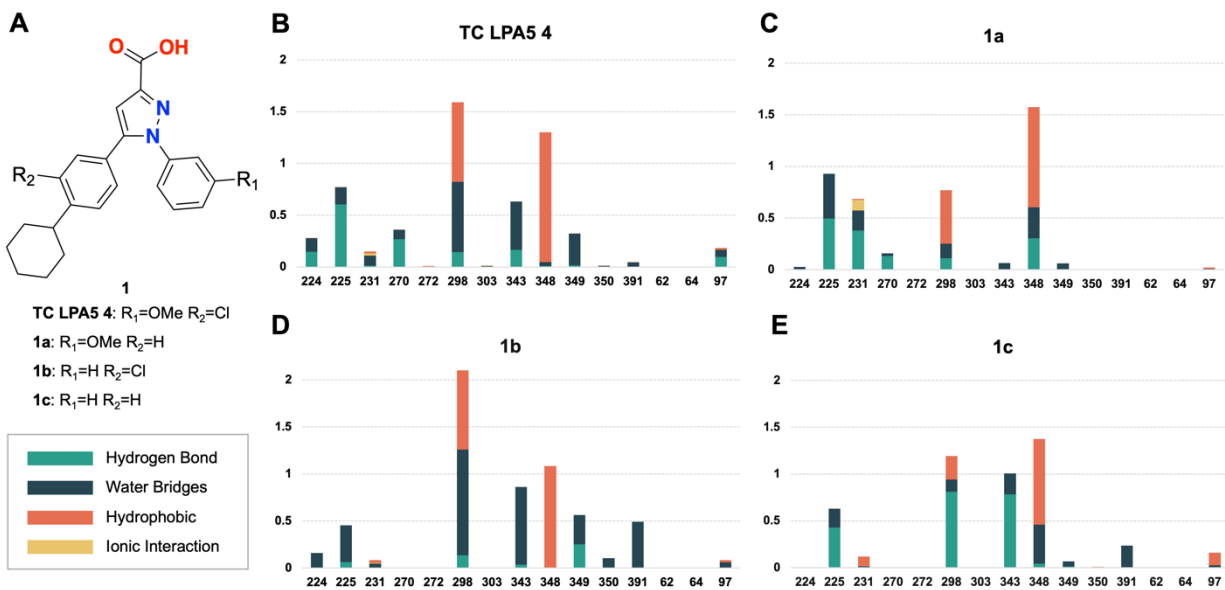 A
O
OH
N
N
R2
R1
1
TC LPA5 4: R1=OMe R2=Cl
1a: R1=OMe R2=H
1b: R1=H R2=Cl
1c: R1=H R2=H
Hydrogen Bond
Water Bridges
Hydrophobic
Ionic Interaction
B
TC LPA5 4
2
1.5
1
0.5
0
224 225 231 270 272 298 303 343 348 349 350 391 62 64 97
C
1a
2
1.5
1
0.5
0
224 225 231 270 272 298 303 343 348 349 350 391 62 64 97
D
1b
2
1.5
1
0.5
0
224 225 231 270 272 298 303 343 348 349 350 391 62 64 97
E
1c
2
1.5
1
0.5
0
224 225 231 270 272 298 303 343 348 349 350 391 62 64 97